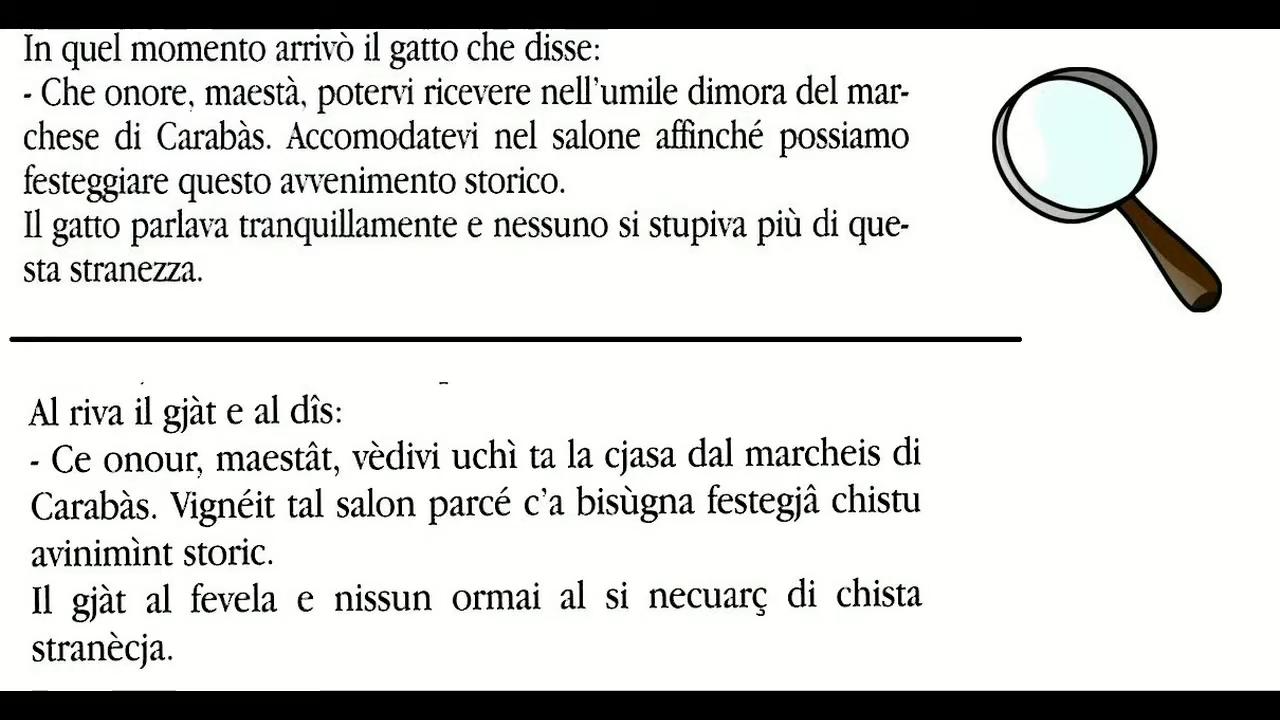 In quel momento arrivò il gatto che disse:
- Che onore, maestà, potervi ricevere nell'umile dimora del mar-
chese di Carabàs. Accomodatevi nel salone affinché possiamo
festeggiare questo avvenimento storico.
Il gatto parlava tranquillamente e nessuno si stupiva più di que-
sta stranezza.
Al riva il gjàt e al dîs:
- Ce onour, maestât, vèdivi uchì ta la cjasa dal marcheis di
Carabàs. Vignéit tal salon parcé c'a bisùgna festegjâ chistu
avinimìnt storic.
Il gjàt al fevela e nissun ormai al si necuarç di chista
stranècja.